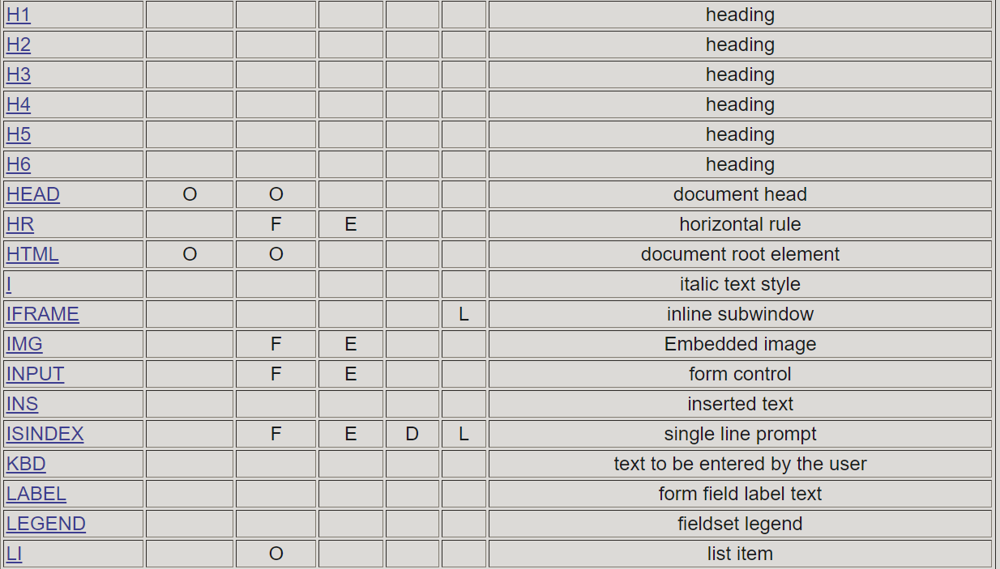 H1 heading
H2 heading
H3 heading
H4 heading
H5 heading
H6 heading
HEAD O O document head
HR F E horizontal rule
HTML O O document root element
I italic text style
IFRAME L inline subwindow
IMG F E Embedded image
INPUT F E form control
INS inserted text
ISINDEX F E D L single line prompt
KBD text to be entered by the user
LABEL form field label text
LEGEND fieldset legend
LI O list item